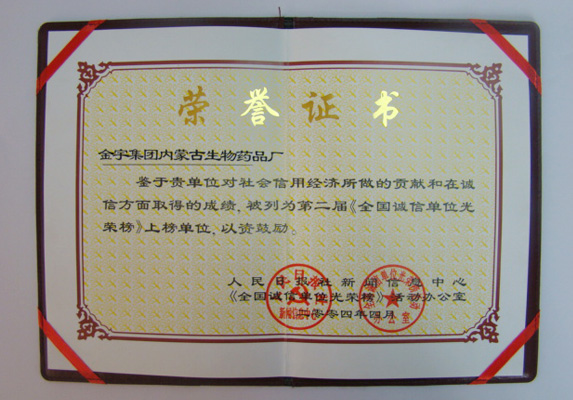 荣誉证书
金宇集团内蒙古生物药品厂
鉴于贵单位对社会信用经济所做的贡献和在诚
信方面取得的成绩，被列为第二届《全国诚信单位光
荣榜》上榜单位，以资鼓励。
人民日报社新闻信息中心
《全国诚信单位光荣榜》活动办公室
二零零四年四月